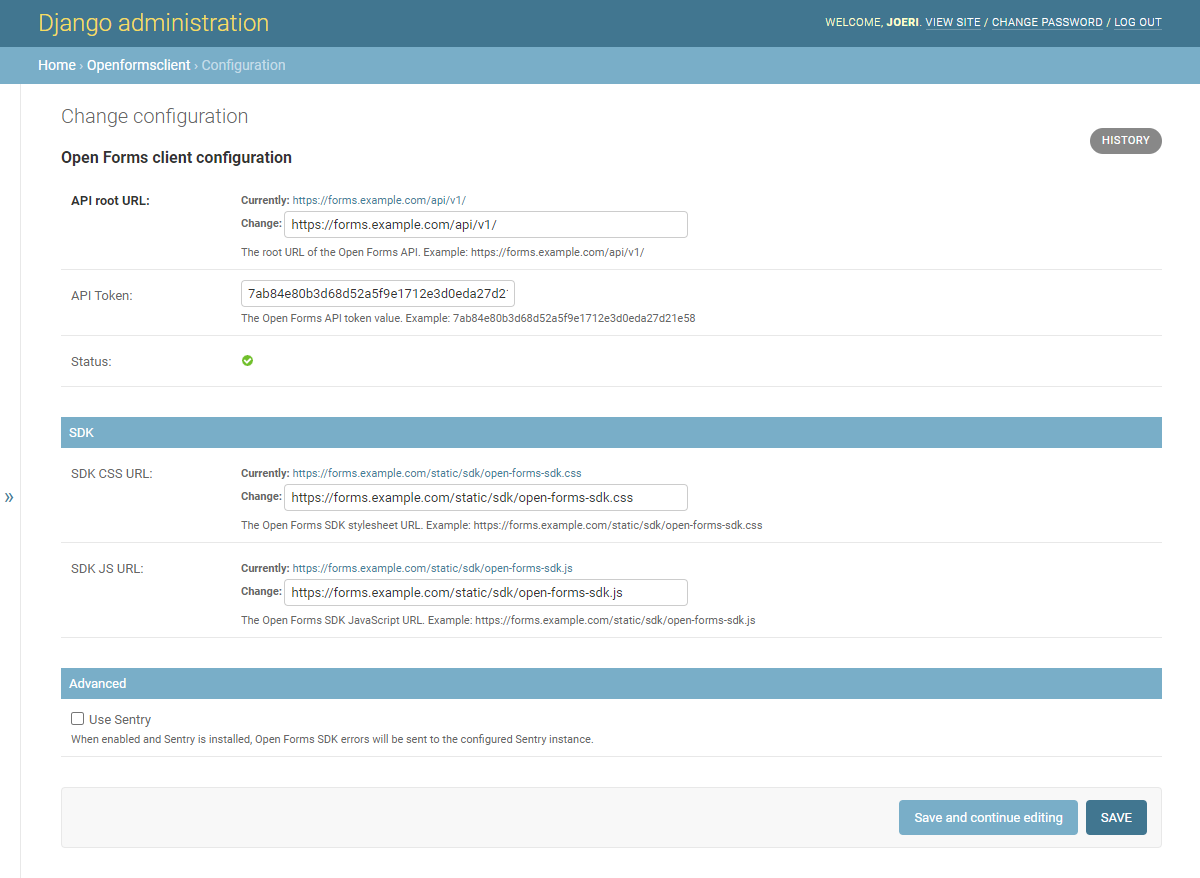 Django administration
WELCOME, JOERI. VIEW SITE / CHANGE PASSWORD / LOG OUT
Home › Openformsclient › Configuration
Change configuration
HISTORY
Open Forms client configuration
API root URL:
Currently: https://forms.example.com/api/v1/
Change: https://forms.example.com/api/v1/
The root URL of the Open Forms API. Example: https://forms.example.com/api/v1/
API Token:
7ab84e80b3d68d52a5f9e1712e3d0eda27d2
The Open Forms API token value. Example: 7ab84e80b3d68d52a5f9e1712e3d0eda27d21e58
Status:
SDK
SDK CSS URL:
Currently: https://forms.example.com/static/sdk/open-forms-sdk.css
Change: https://forms.example.com/static/sdk/open-forms-sdk.css
The Open Forms SDK stylesheet URL. Example: https://forms.example.com/static/sdk/open-forms-sdk.css
»
SDK JS URL:
Currently: https://forms.example.com/static/sdk/open-forms-sdk.js
Change: https://forms.example.com/static/sdk/open-forms-sdk.js
The Open Forms SDK JavaScript URL. Example: https://forms.example.com/static/sdk/open-forms-sdk.js
Advanced
Use Sentry
When enabled and Sentry is installed, Open Forms SDK errors will be sent to the configured Sentry instance.
Save and continue editing
SAVE